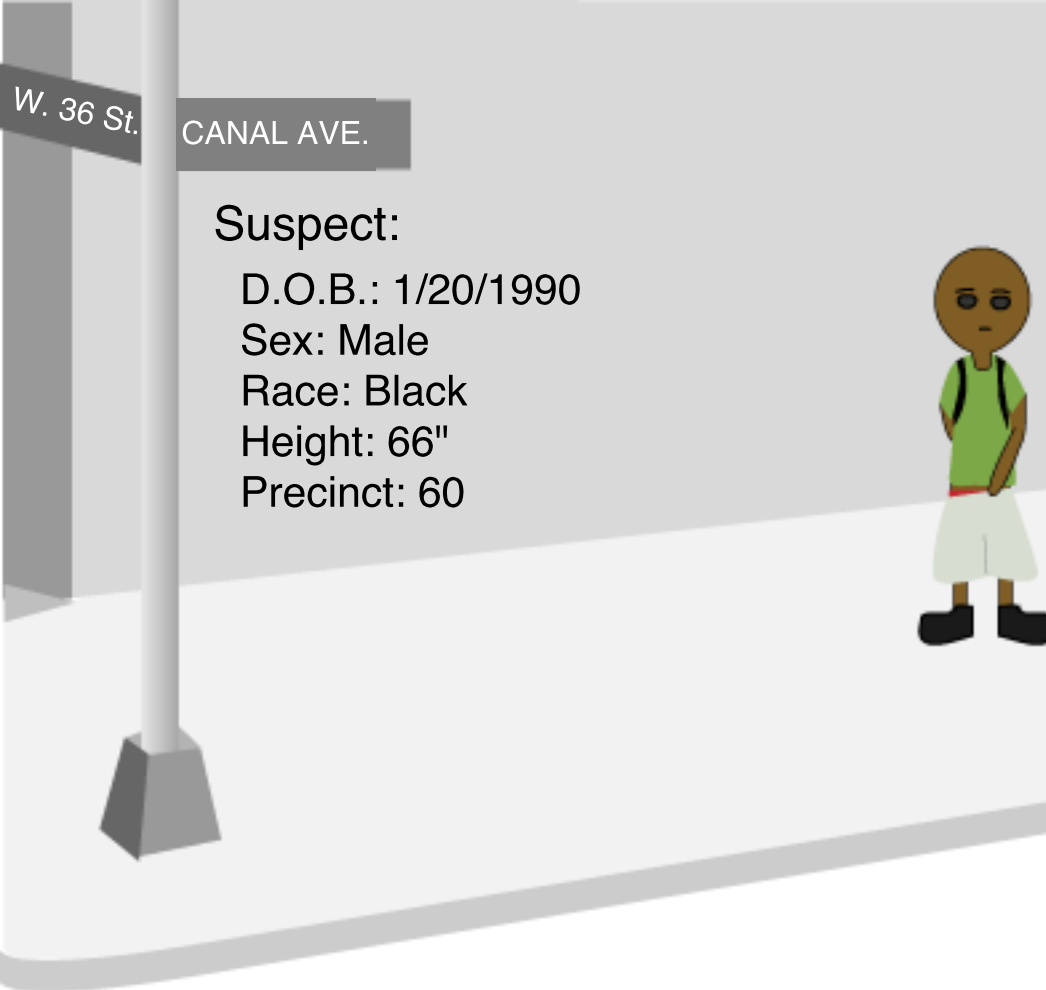 W. 36 St.
CANAL AVE.
Suspect:
D.O.B.: 1/20/1990
Sex: Male
Race: Black
Height: 66"
Precinct: 60